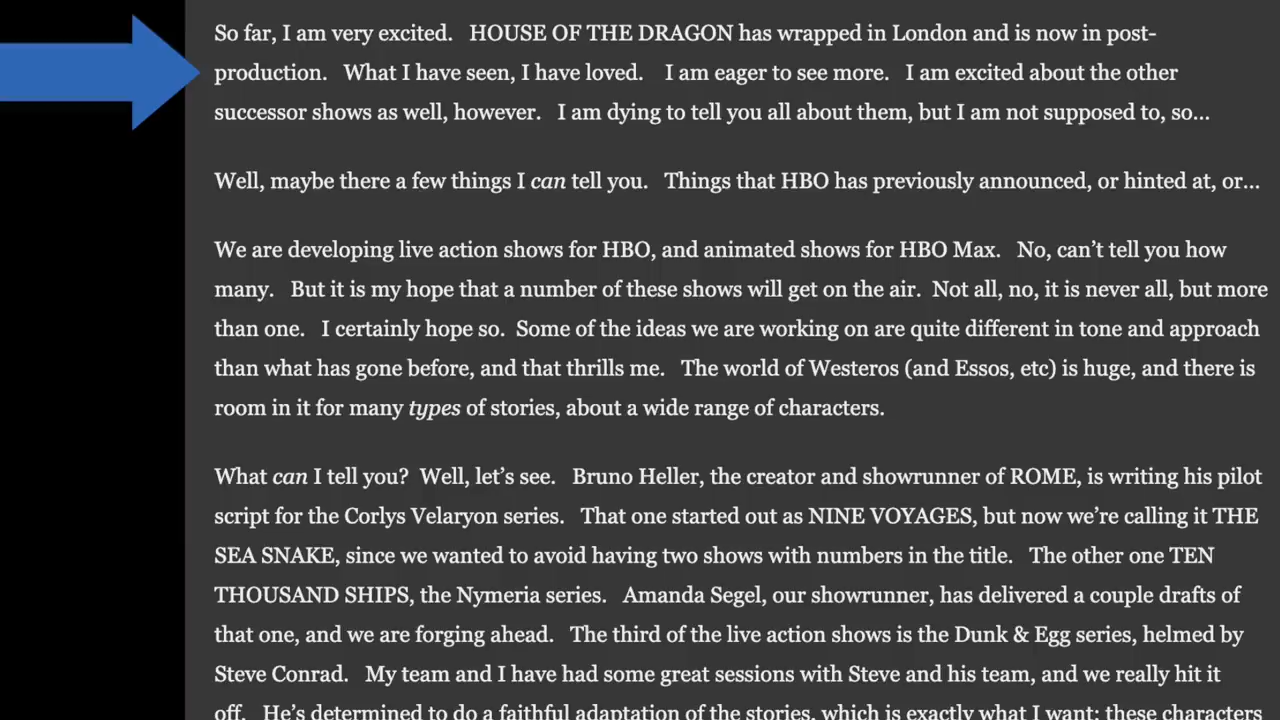 So far, I am very excited. HOUSE OF THE DRAGON has wrapped in London and is now in post-
production. What I have seen, I have loved. I am eager to see more. I am excited about the other
successor shows as well, however. I am dying to tell you all about them, but I am not supposed to, so…
Well, maybe there a few things I can tell you. Things that HBO has previously announced, or hinted at, or…
We are developing live action shows for HBO, and animated shows for HBO Max. No, can’t tell you how
many. But it is my hope that a number of these shows will get on the air. Not all, no, it is never all, but more
than one. I certainly hope so. Some of the ideas we are working on are quite different in tone and approach
than what has gone before, and that thrills me. The world of Westeros (and Essos, etc) is huge, and there is
room in it for many types of stories, about a wide range of characters.
What can I tell you? Well, let’s see. Bruno Heller, the creator and showrunner of ROME, is writing his pilot
script for the Corlys Velaryon series. That one started out as NINE VOYAGES, but now we’re calling it THE
SEA SNAKE, since we wanted to avoid having two shows with numbers in the title. The other one TEN
THOUSAND SHIPS, the Nymeria series. Amanda Segel, our showrunner, has delivered a couple drafts of
that one, and we are forging ahead. The third of the live action shows is the Dunk & Egg series, helmed by
Steve Conrad. My team and I have had some great sessions with Steve and his team, and we really hit it
off. He’s determined to do a faithful adaptation of the stories, which is exactly what I want; these characters